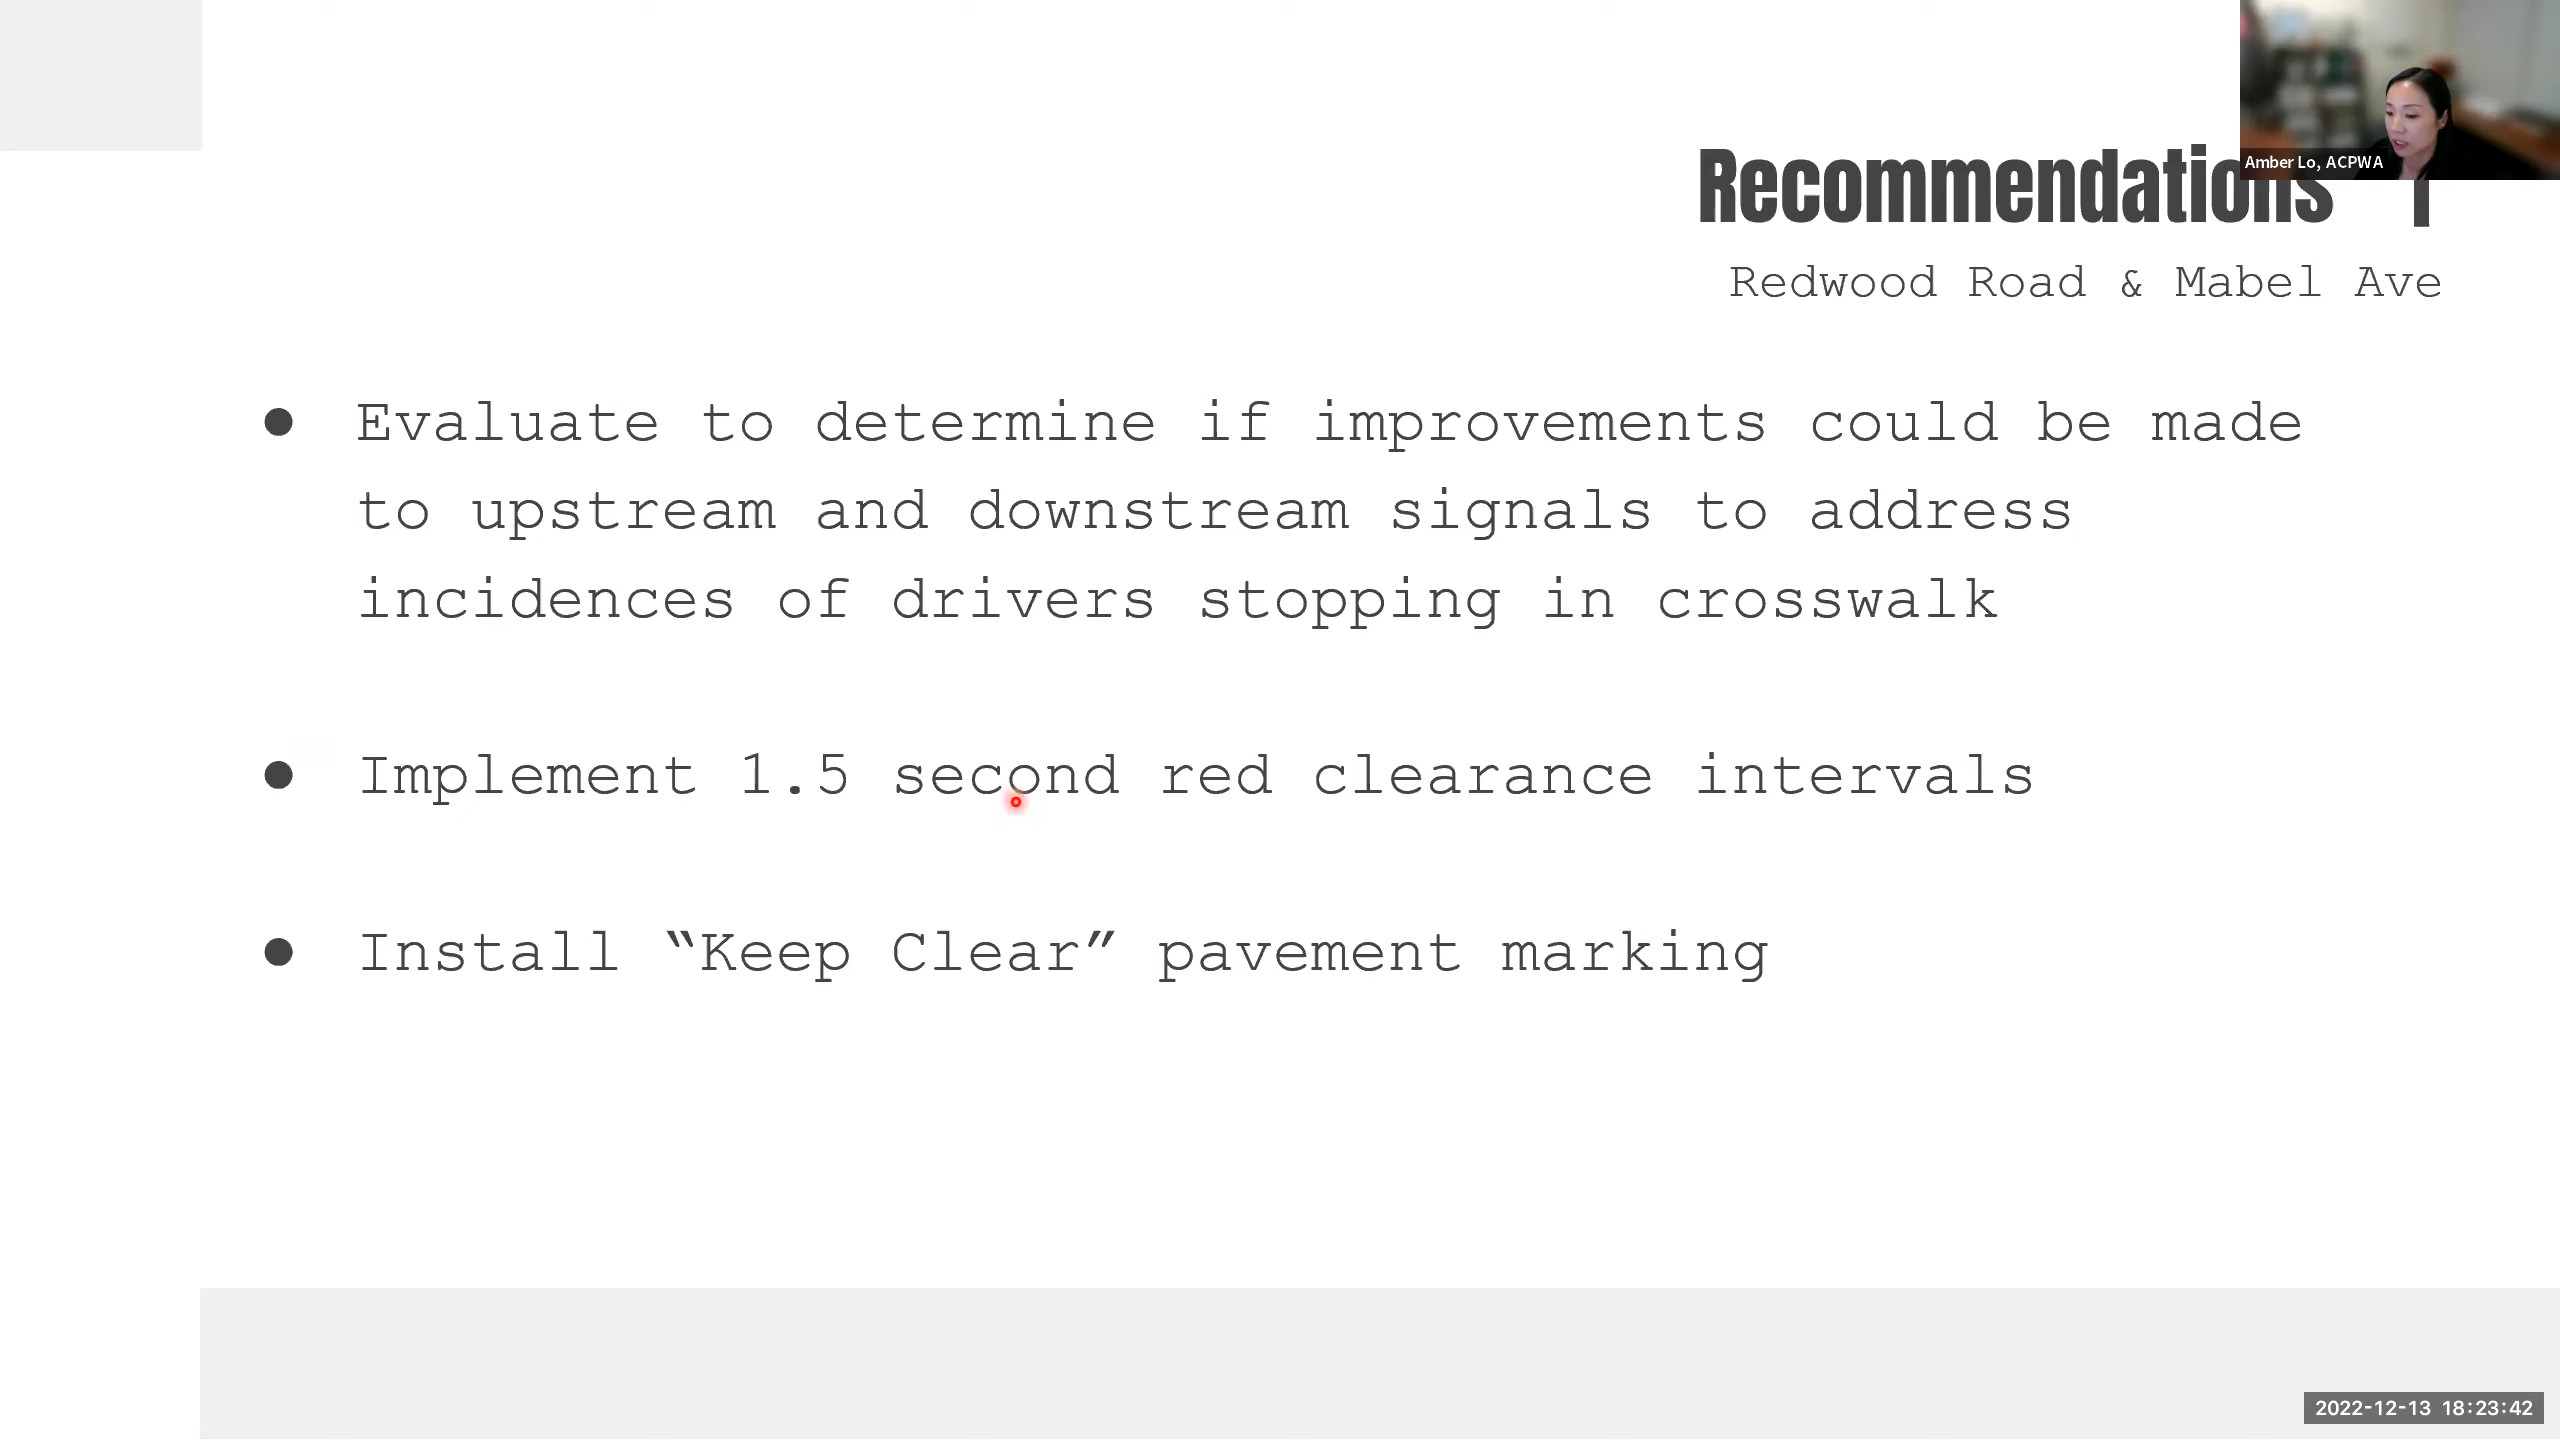 Amber Lo, ACPWA
Recommendations
Redwood Road & Mabel Ave
● Evaluate to determine if improvements could be made
to upstream and downstream signals to address
incidences of drivers stopping in crosswalk
● Implement 1.5 second red clearance intervals
● Install “Keep Clear” pavement marking
2022-12-13 18:23:42